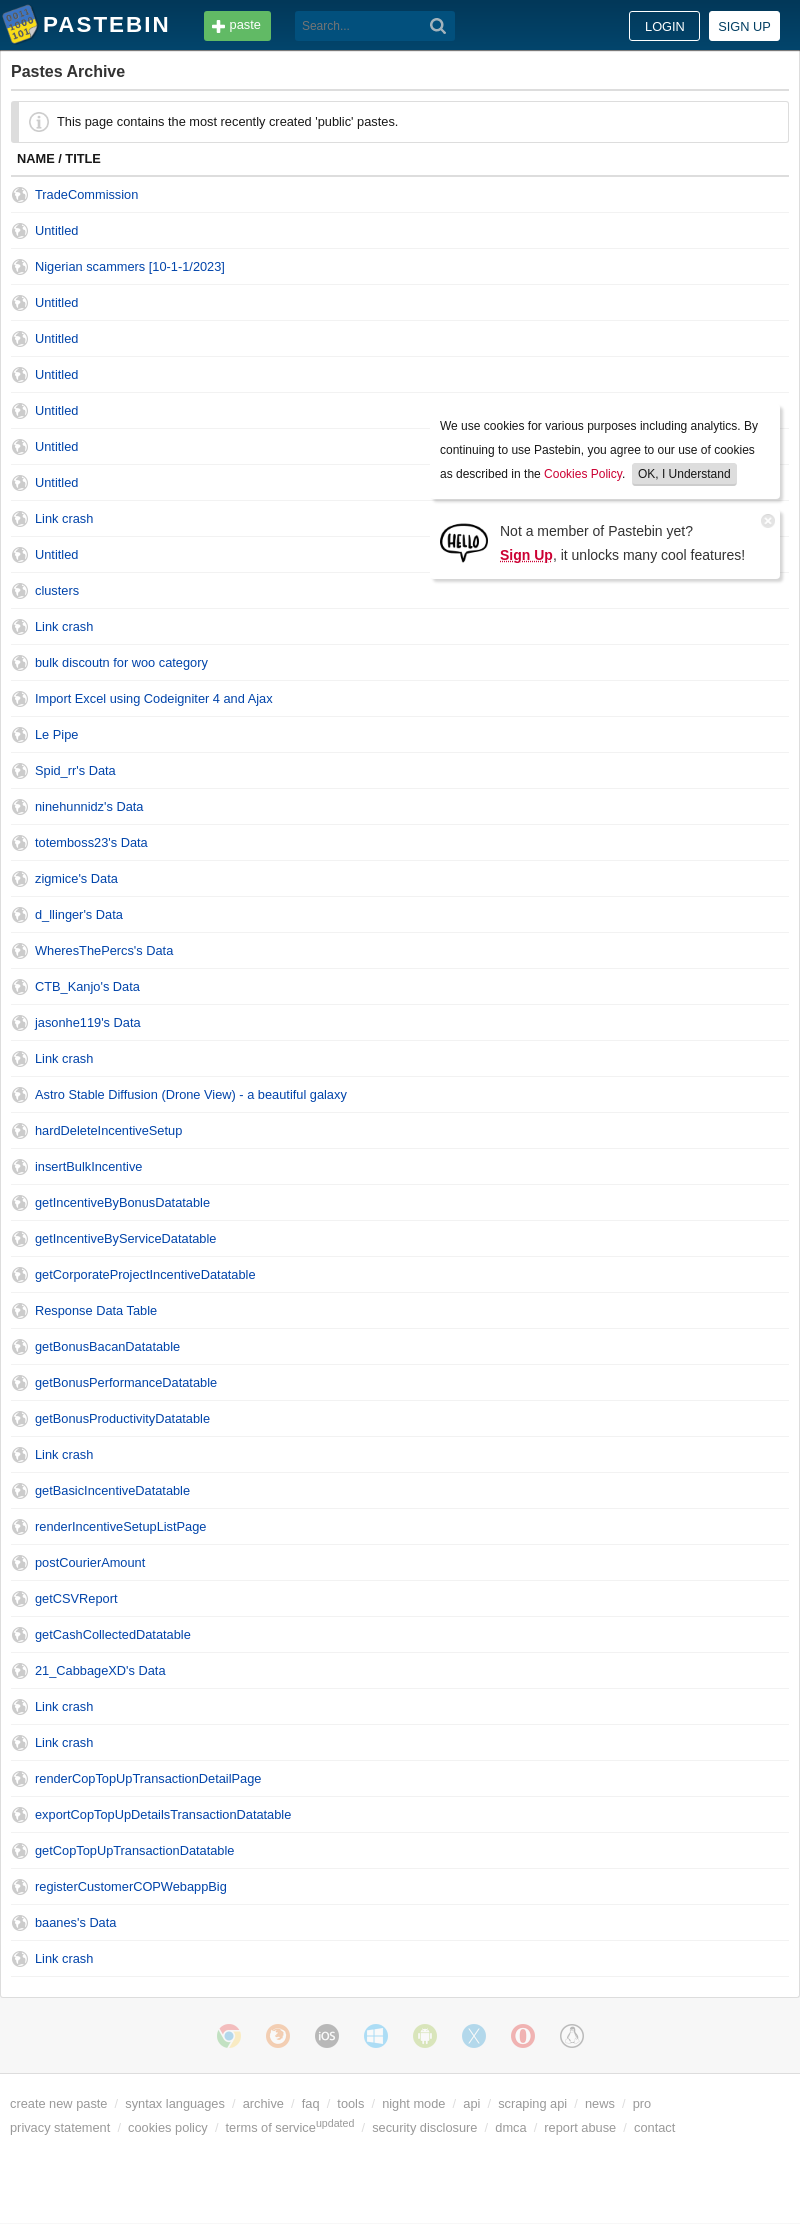 PASTEBIN
paste
Search...
LOGIN
SIGN UP
Pastes Archive
This page contains the most recently created 'public' pastes.
NAME / TITLE
TradeCommission
Untitled
Nigerian scammers [10-1-1/2023]
Untitled
Untitled
Untitled
Untitled
Untitled
Untitled
Link crash
Untitled
clusters
Link crash
bulk discoutn for woo category
Import Excel using Codeigniter 4 and Ajax
Le Pipe
Spid_rr's Data
ninehunnidz's Data
totemboss23's Data
zigmice's Data
d_llinger's Data
WheresThePercs's Data
CTB_Kanjo's Data
jasonhe119's Data
Link crash
Astro Stable Diffusion (Drone View) - a beautiful galaxy
hardDeleteIncentiveSetup
insertBulkIncentive
getIncentiveByBonusDatatable
getIncentiveByServiceDatatable
getCorporateProjectIncentiveDatatable
Response Data Table
getBonusBacanDatatable
getBonusPerformanceDatatable
getBonusProductivityDatatable
Link crash
getBasicIncentiveDatatable
renderIncentiveSetupListPage
postCourierAmount
getCSVReport
getCashCollectedDatatable
21_CabbageXD's Data
Link crash
Link crash
renderCopTopUpTransactionDetailPage
exportCopTopUpDetailsTransactionDatatable
getCopTopUpTransactionDatatable
registerCustomerCOPWebappBig
baanes's Data
Link crash
We use cookies for various purposes including analytics. By
continuing to use Pastebin, you agree to our use of cookies
as described in the Cookies Policy. OK, I Understand
HELLO
Not a member of Pastebin yet?
Sign Up, it unlocks many cool features!
iOS
create new paste / syntax languages / archive / faq / tools / night mode / api / scraping api / news / pro
privacy statement / cookies policy / terms of service updated / security disclosure / dmca / report abuse / contact